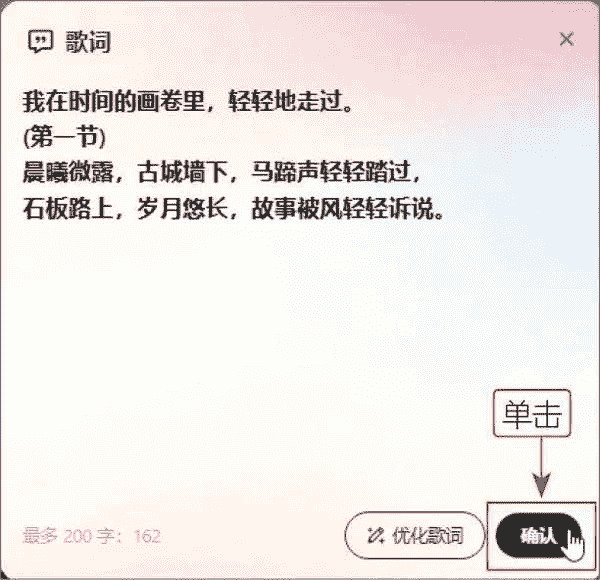 歌词
我在时间的画卷里，轻轻地走过。
(第一节)
晨曦微露，古城墙下，马蹄声轻轻踏过，
石板路上，岁月悠长，故事被风轻轻诉说。
单击
最多 200 字：162
优化歌词
确认